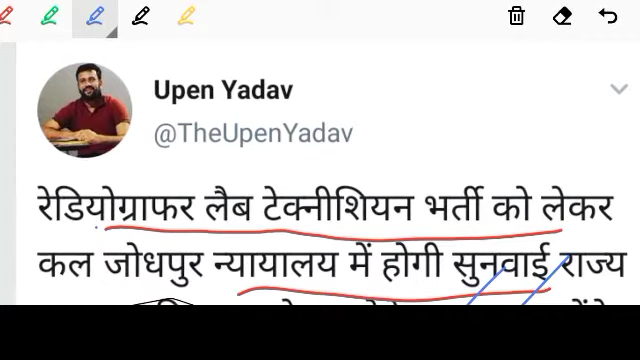 Upen Yadav
@TheUpenYadav
रेडियोग्राफर लैब टेक्नीशियन भर्ती को लेकर
कल जोधपुर न्यायालय में होगी सुनवाई राज्य